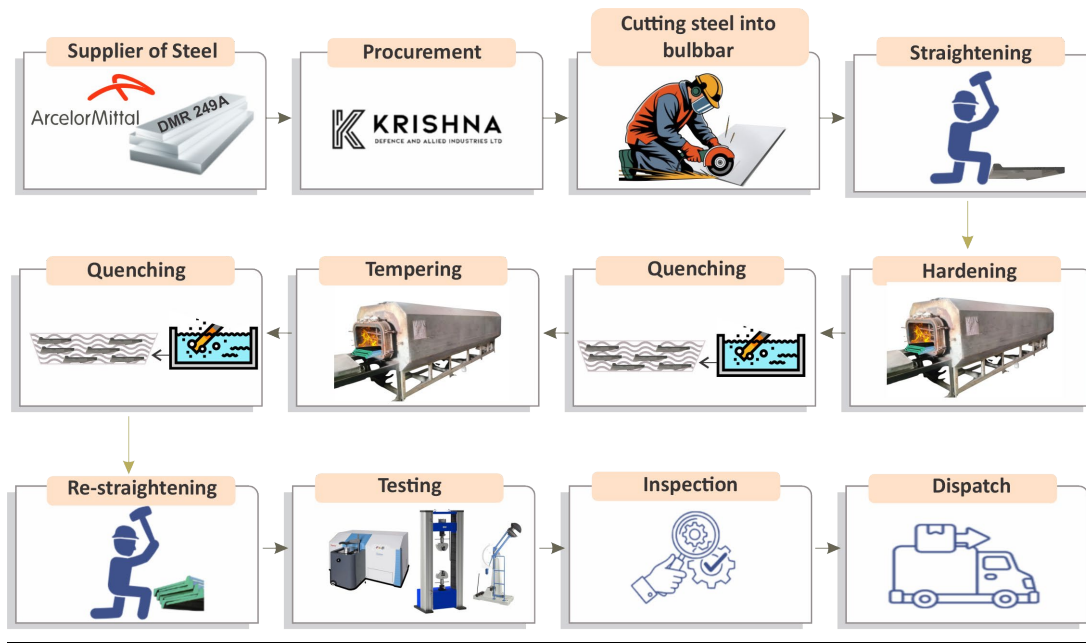 Supplier of Steel
ArcelorMittal
DMR 249A
Procurement
KRISHNA
DEFENCE AND ALLIED INDUSTRIES LTD
Cutting steel into
bulbbar
Straightening
Quenching
Tempering
Quenching
Hardening
Re-straightening
Testing
Inspection
Dispatch